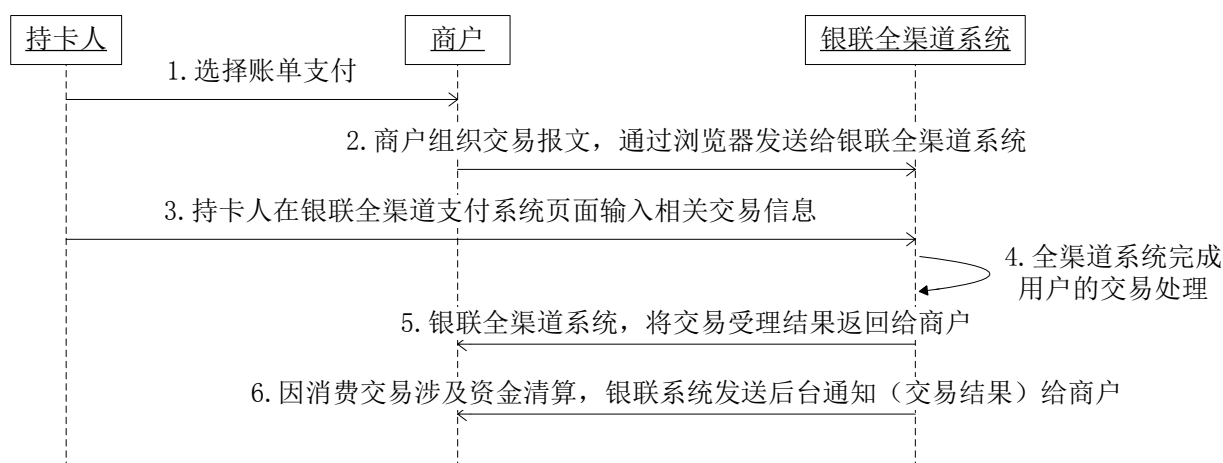 持卡人
商户
银联全渠道系统
1.选择账单支付
2.商户组织交易报文，通过浏览器发送给银联全渠道系统
3.持卡人在银联全渠道支付系统页面输入相关交易信息
4.全渠道系统完成
用户的交易处理
5.银联全渠道系统，将交易受理结果返回给商户
6.因消费交易涉及资金清算，银联系统发送后台通知（交易结果）给商户